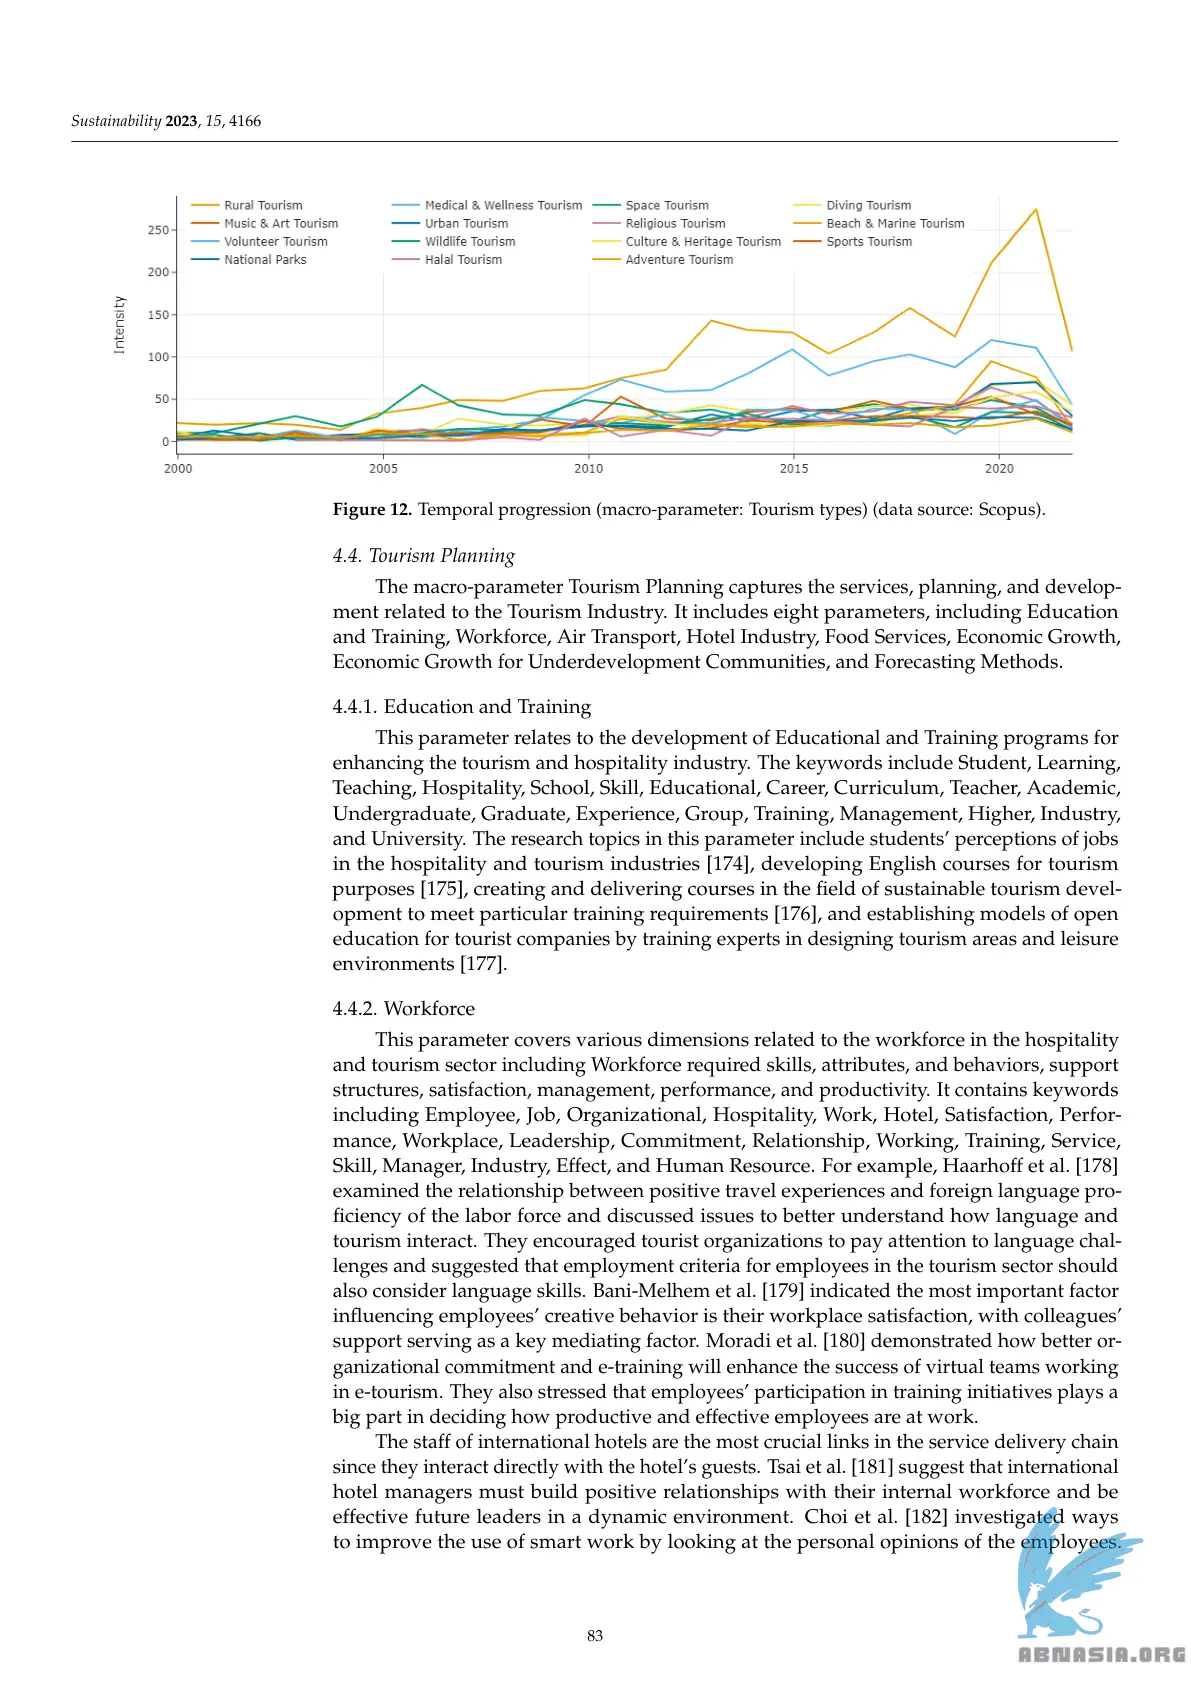 Sustainability 2023, 15, 4166
Rural Tourism
Music & Art Tourism
Volunteer Tourism
National Parks
Medical & Wellness Tourism
Urban Tourism
Wildlife Tourism
Halal Tourism
Space Tourism
Religious Tourism
Culture & Heritage Tourism
Adventure Tourism
Diving Tourism
Beach & Marine Tourism
Sports Tourism
Intensity
250
200
150
100
50
0
2000 2005 2010 2015 2020
Figure 12. Temporal progression (macro-parameter: Tourism types) (data source: Scopus).
4.4. Tourism Planning
The macro-parameter Tourism Planning captures the services, planning, and develop-
ment related to the Tourism Industry. It includes eight parameters, including Education
and Training, Workforce, Air Transport, Hotel Industry, Food Services, Economic Growth,
Economic Growth for Underdevelopment Communities, and Forecasting Methods.
4.4.1. Education and Training
This parameter relates to the development of Educational and Training programs for
enhancing the tourism and hospitality industry. The keywords include Student, Learning,
Teaching, Hospitality, School, Skill, Educational, Career, Curriculum, Teacher, Academic,
Undergraduate, Graduate, Experience, Group, Training, Management, Higher, Industry,
and University. The research topics in this parameter include students' perceptions of jobs
in the hospitality and tourism industries [174], developing English courses for tourism
purposes [175], creating and delivering courses in the field of sustainable tourism devel-
opment to meet particular training requirements [176], and establishing models of open
education for tourist companies by training experts in designing tourism areas and leisure
environments [177].
4.4.2. Workforce
This parameter covers various dimensions related to the workforce in the hospitality
and tourism sector including Workforce required skills, attributes, and behaviors, support
structures, satisfaction, management, performance, and productivity. It contains keywords
including Employee, Job, Organizational, Hospitality, Work, Hotel, Satisfaction, Perfor-
mance, Workplace, Leadership, Commitment, Relationship, Working, Training, Service,
Skill, Manager, Industry, Effect, and Human Resource. For example, Haarhoff et al. [178]
examined the relationship between positive travel experiences and foreign language pro-
ficiency of the labor force and discussed issues to better understand how language and
tourism interact. They encouraged tourist organizations to pay attention to language chal-
lenges and suggested that employment criteria for employees in the tourism sector should
also consider language skills. Bani-Melhem et al. [179] indicated the most important factor
influencing employees' creative behavior is their workplace satisfaction, with colleagues'
support serving as a key mediating factor. Moradi et al. [180] demonstrated how better or-
ganizational commitment and e-training will enhance the success of virtual teams working
in e-tourism. They also stressed that employees' participation in training initiatives plays a
big part in deciding how productive and effective employees are at work.
The staff of international hotels are the most crucial links in the service delivery chain
since they interact directly with the hotel's guests. Tsai et al. [181] suggest that international
hotel managers must build positive relationships with their internal workforce and be
effective future leaders in a dynamic environment. Choi et al. [182] investigated ways
to improve the use of smart work by looking at the personal opinions of the employees.
83
ABNASIA.ORG